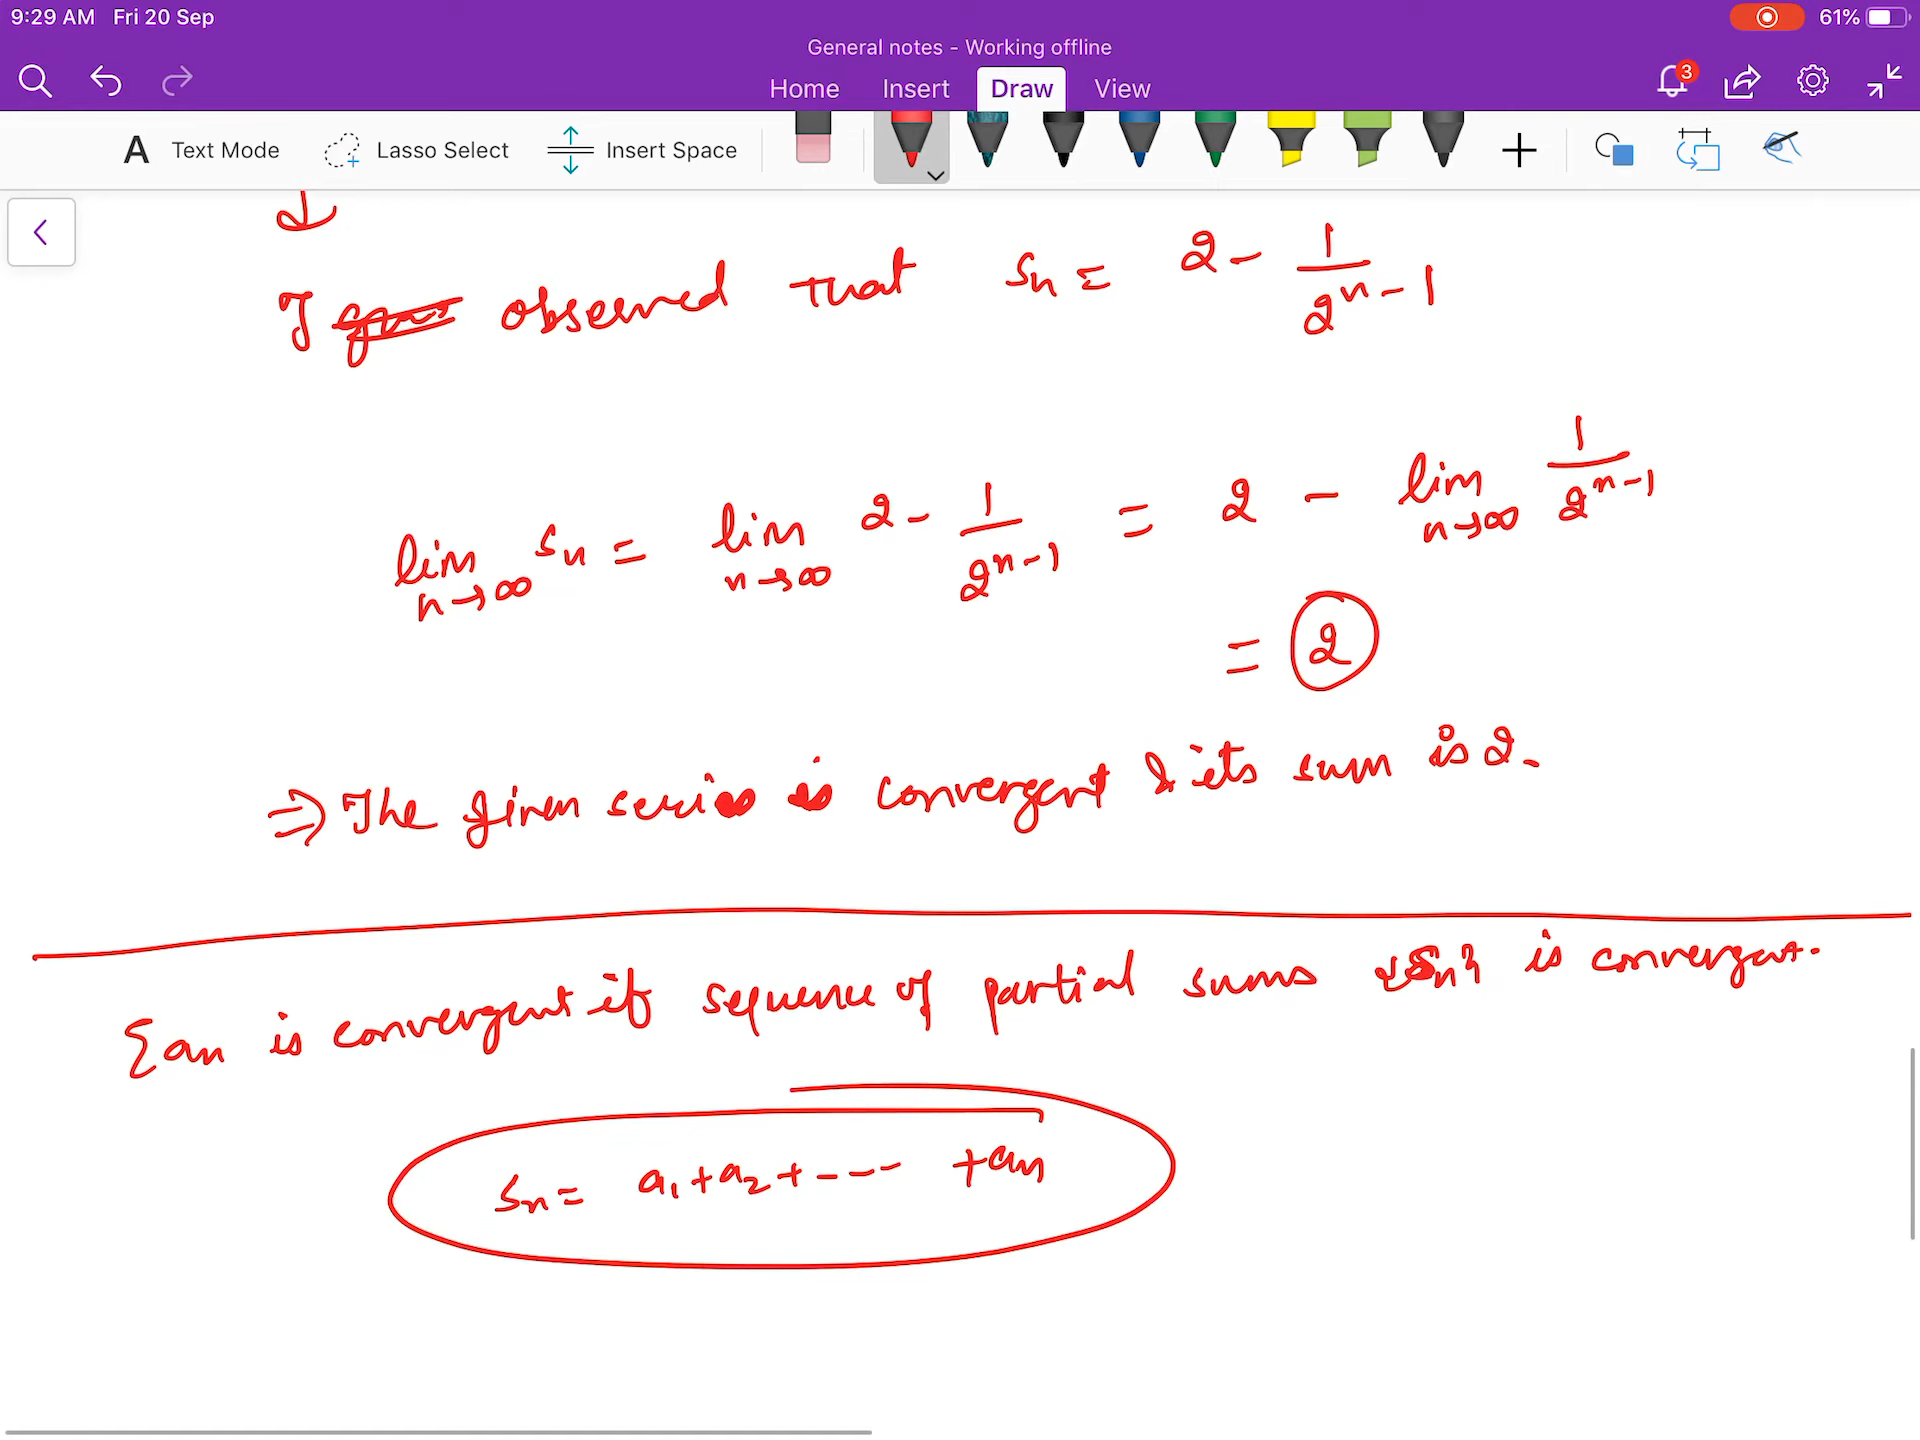 9:29 AM Fri 20 Sep
61%
General notes - Working offline
Home Insert Draw View
3
A Text Mode Lasso Select Insert Space
I observed that Sn = 2 - 1/2^n-1
lim n→∞ Sn = lim n→∞ 2 - 1/2^n-1 = 2 - lim n→∞ 1/2^n-1
= 2
⇒ The given series is convergent & its sum is 2.
Σan is convergent if sequence of partial sums {Sn} is convergent.
Sn = a1 + a2 + ---- + an